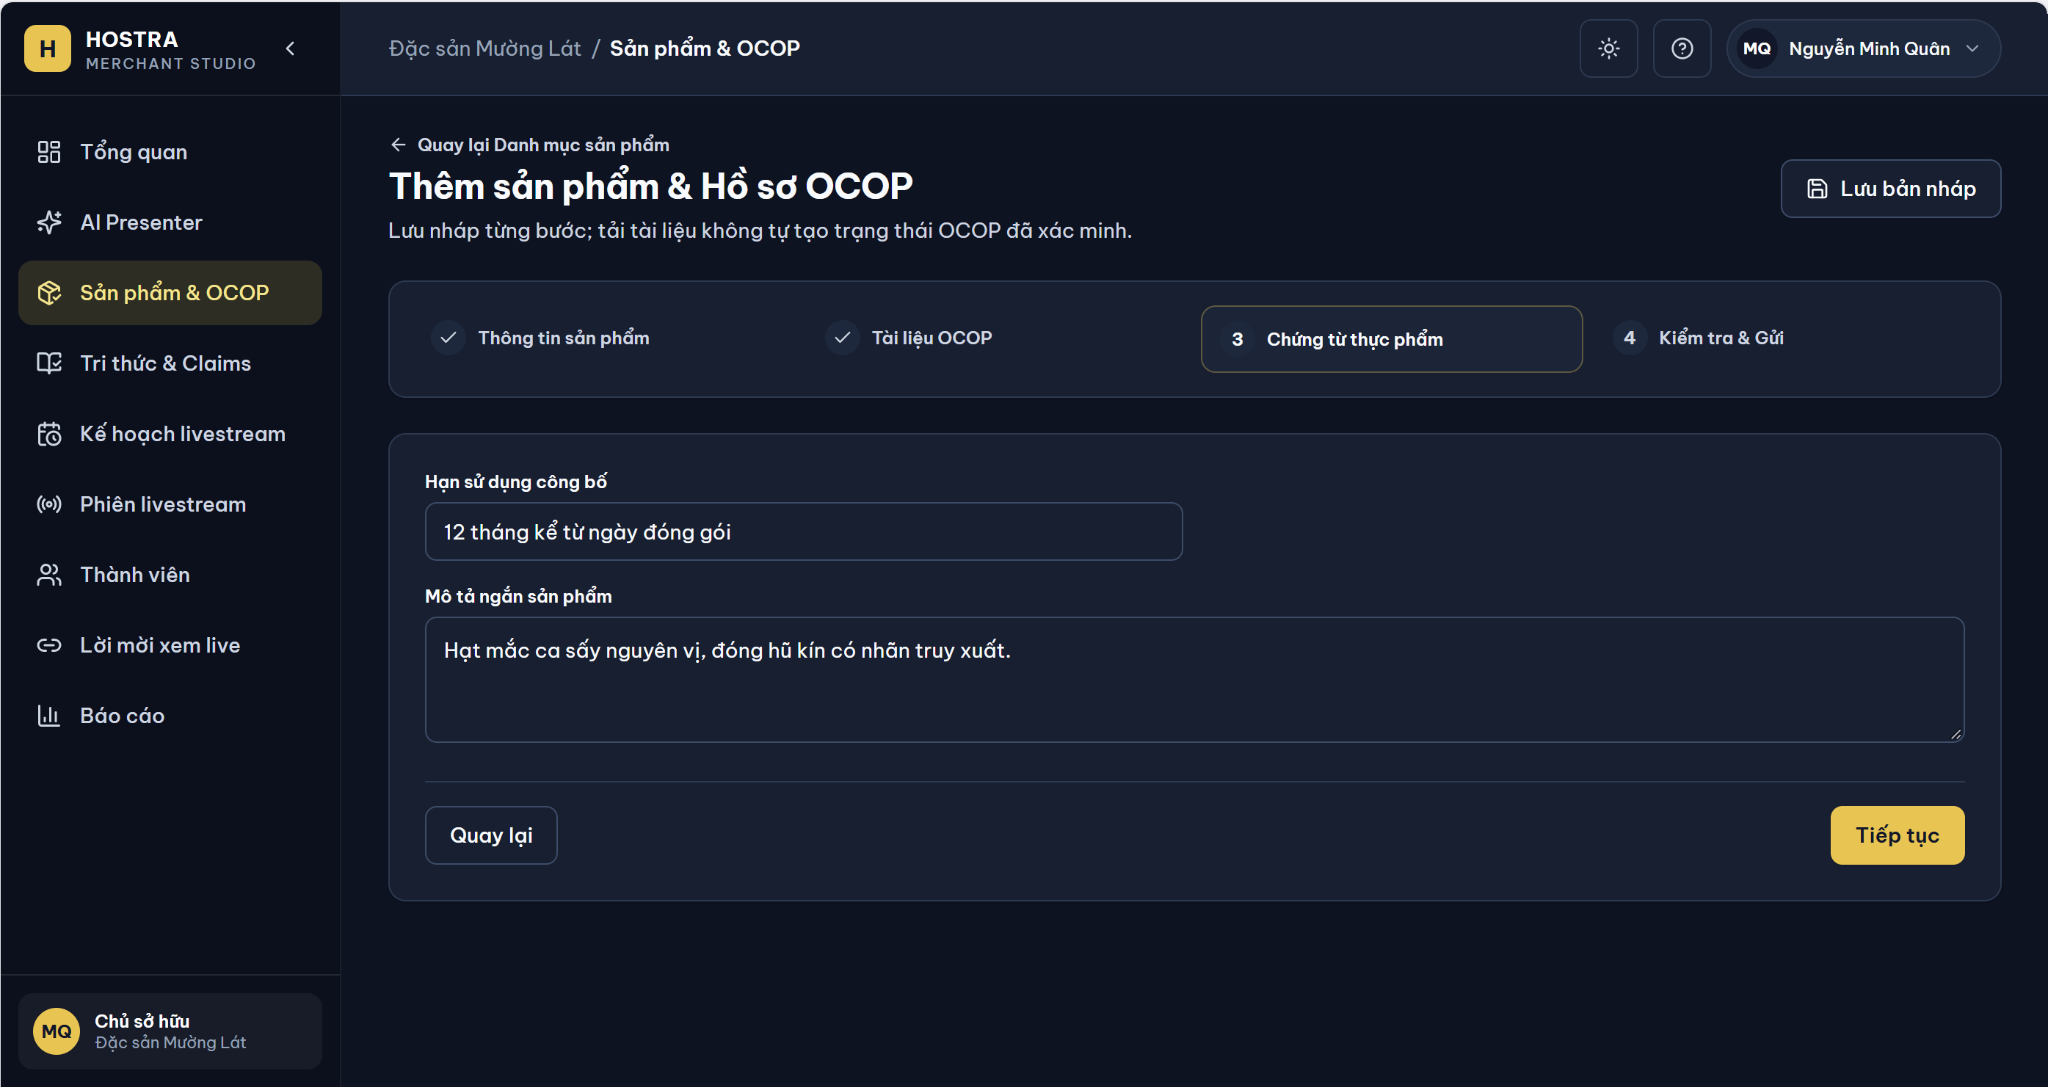 H
HOSTRA
MERCHANT STUDIO
Đặc sản Mường Lát / Sản phẩm & OCOP
MQ Nguyễn Minh Quân
Tổng quan
AI Presenter
Sản phẩm & OCOP
Tri thức & Claims
Kế hoạch livestream
Phiên livestream
Thành viên
Lời mời xem live
Báo cáo
MQ
Chủ sở hữu
Đặc sản Mường Lát
Quay lại Danh mục sản phẩm
Thêm sản phẩm & Hồ sơ OCOP
Lưu nháp từng bước; tải tài liệu không tự tạo trạng thái OCOP đã xác minh.
Lưu bản nháp
Thông tin sản phẩm
Tài liệu OCOP
3 Chứng từ thực phẩm
4 Kiểm tra & Gửi
Hạn sử dụng công bố
12 tháng kể từ ngày đóng gói
Mô tả ngắn sản phẩm
Hạt mắc ca sấy nguyên vị, đóng hũ kín có nhãn truy xuất.
Quay lại
Tiếp tục